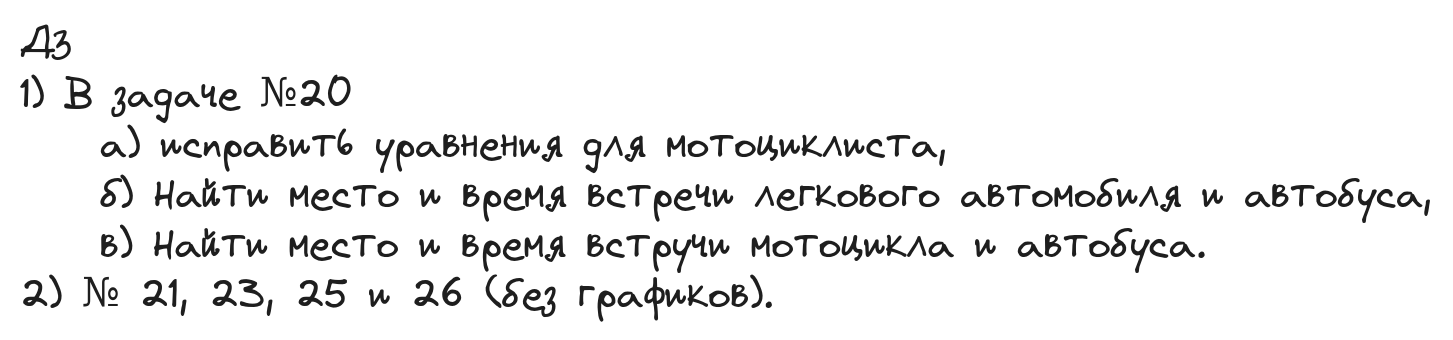 ДЗ
1) В задаче №20
а) исправить уравнения для мотоциклиста,
б) Найти место и время встречи легкового автомобиля и автобуса,
в) Найти место и время встручи мотоцикла и автобуса.
2) № 21, 23, 25 и 26 (без графиков).